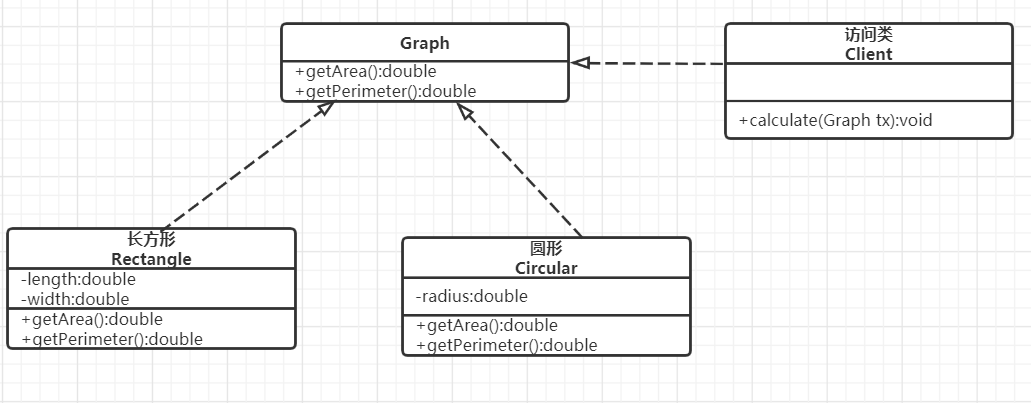 Graph
+getArea():double
+getPerimeter():double
访问类
Client
+calculate(Graph tx):void
长方形
Rectangle
-length:double
-width:double
+getArea():double
+getPerimeter():double
圆形
Circular
-radius:double
+getArea():double
+getPerimeter():double